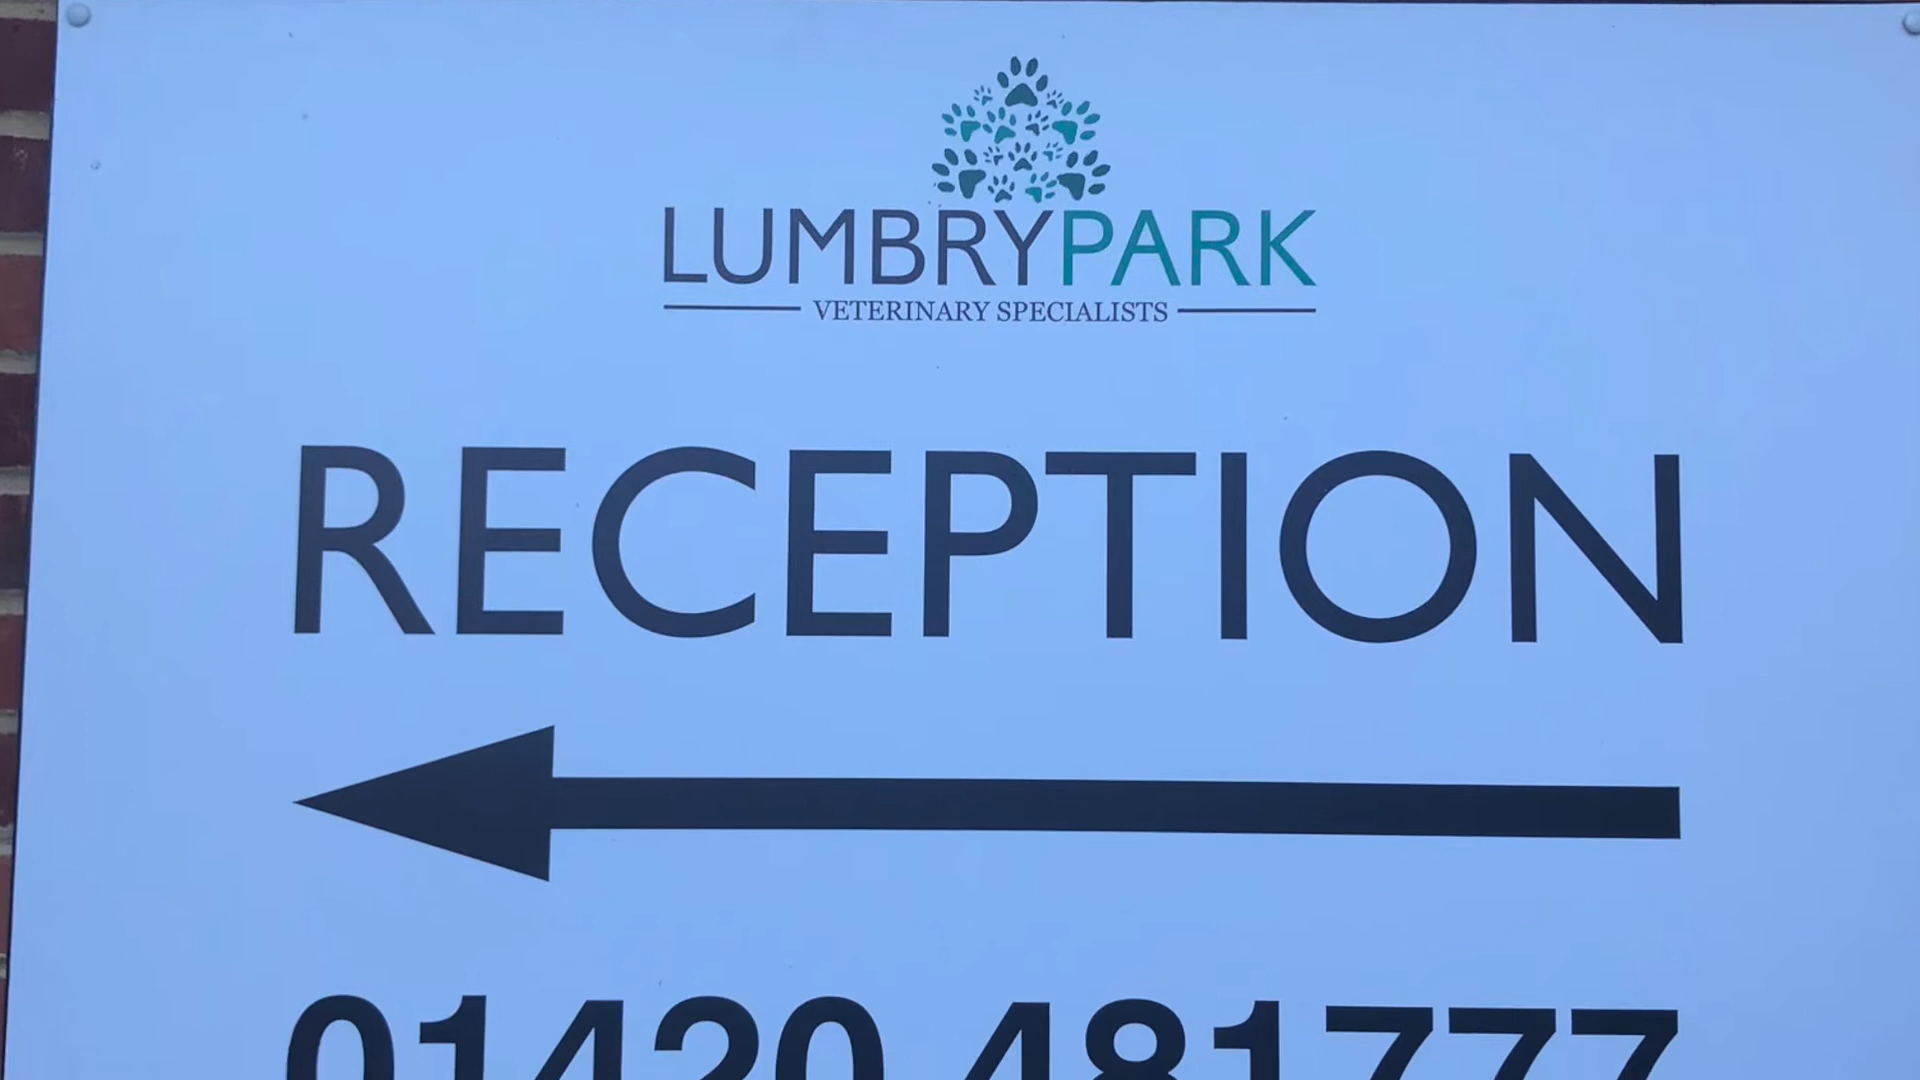 LUMBRYPARK
VETERINARY SPECIALISTS
RECEPTION
01420 481777